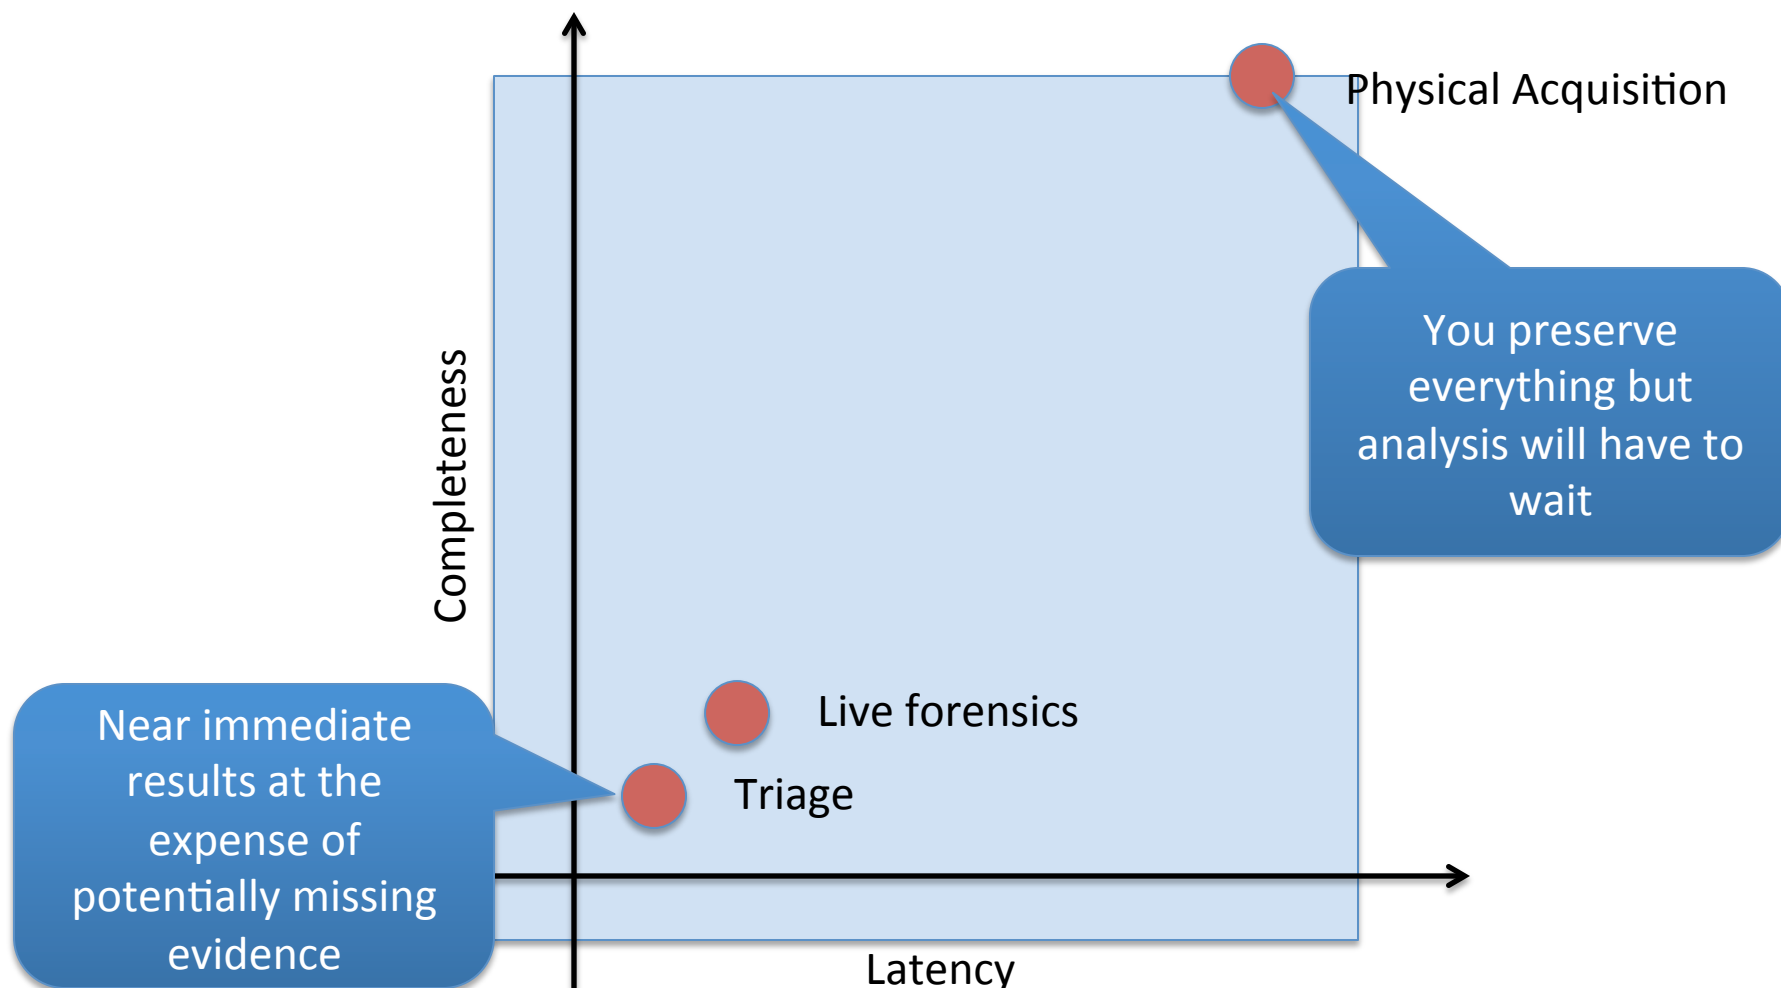 Physical Acquisition
You preserve
everything but
analysis will have to
wait
Completeness
Live forensics
Triage
Near immediate
results at the
expense of
potentially missing
evidence
Latency